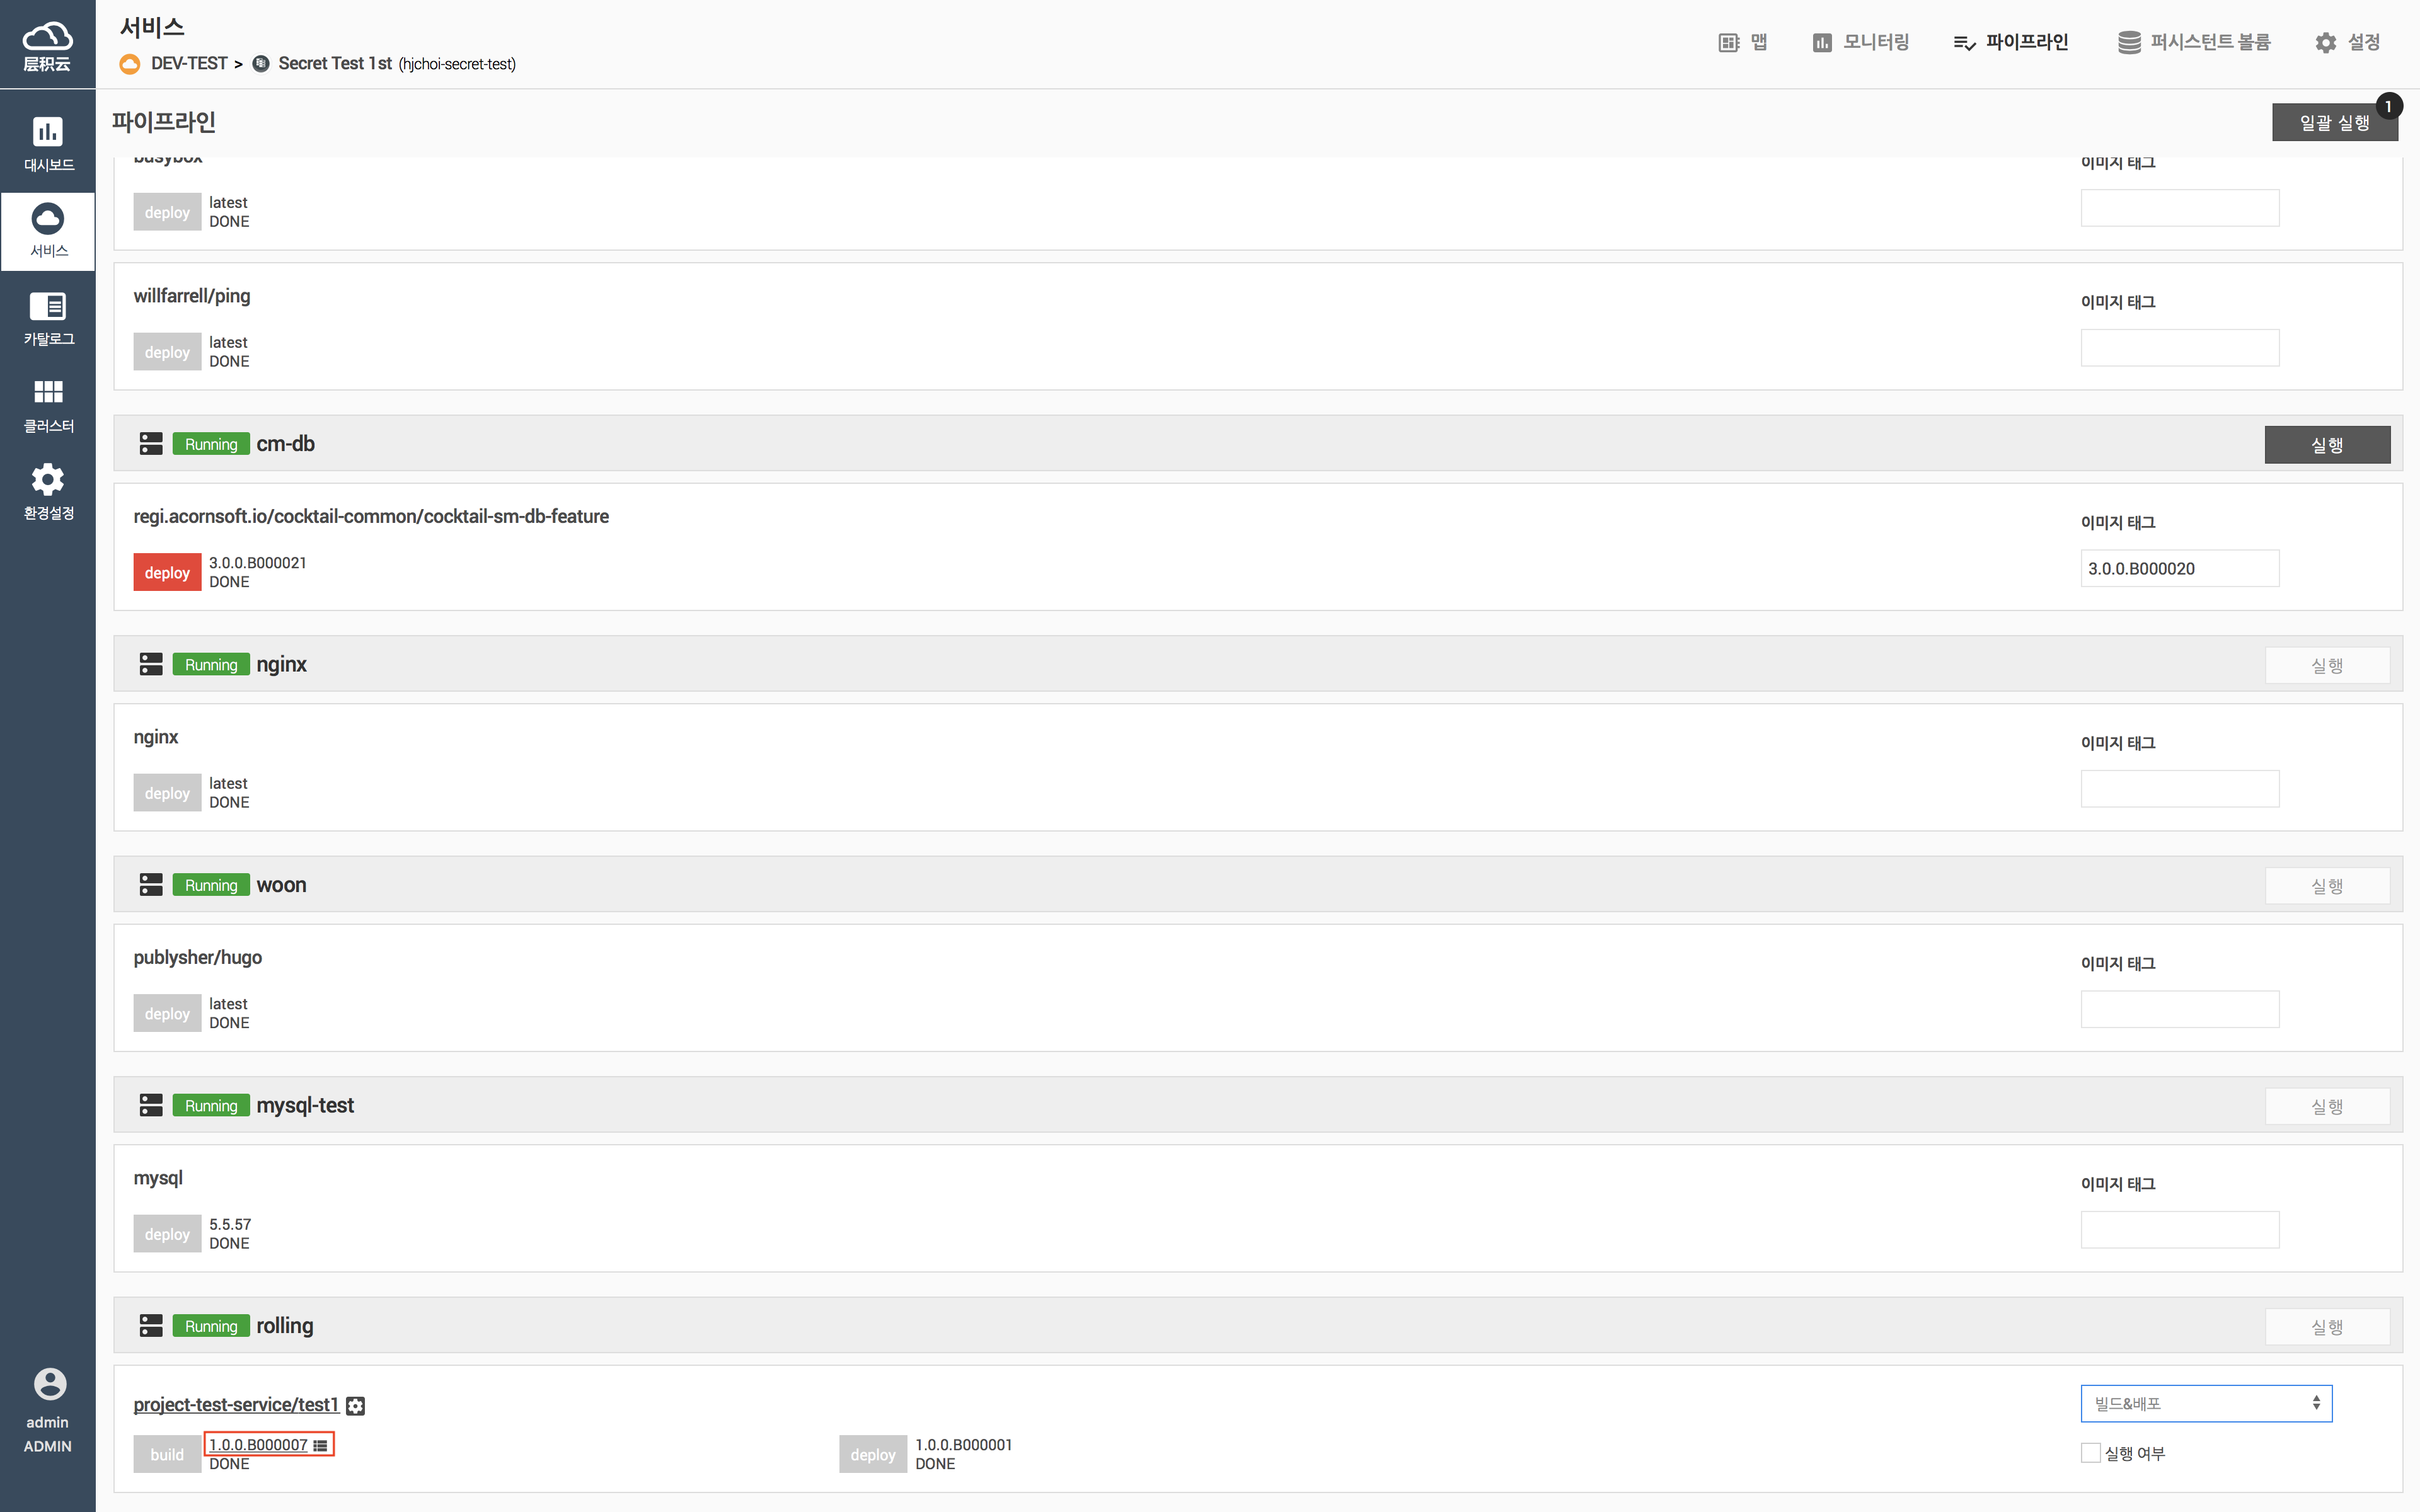 层积云
서비스
DEV-TEST > Secret Test 1st (hjchoi-secret-test)
맵
모니터링
파이프라인
퍼시스턴트 볼륨
설정
대시보드
서비스
카탈로그
클러스터
환경설정
admin
ADMIN
파이프라인
일괄 실행
1
busybox
이미지 태그
deploy
latest
DONE
willfarrell/ping
이미지 태그
deploy
latest
DONE
Running cm-db
실행
regi.acornsoft.io/cocktail-common/cocktail-sm-db-feature
이미지 태그
deploy
3.0.0.B000021
DONE
3.0.0.B000020
Running nginx
실행
nginx
이미지 태그
deploy
latest
DONE
Running woon
실행
publysher/hugo
이미지 태그
deploy
latest
DONE
Running mysql-test
실행
mysql
이미지 태그
deploy
5.5.57
DONE
Running rolling
실행
project-test-service/test1
빌드&배포
build
1.0.0.B000007
DONE
deploy
1.0.0.B000001
DONE
실행 여부